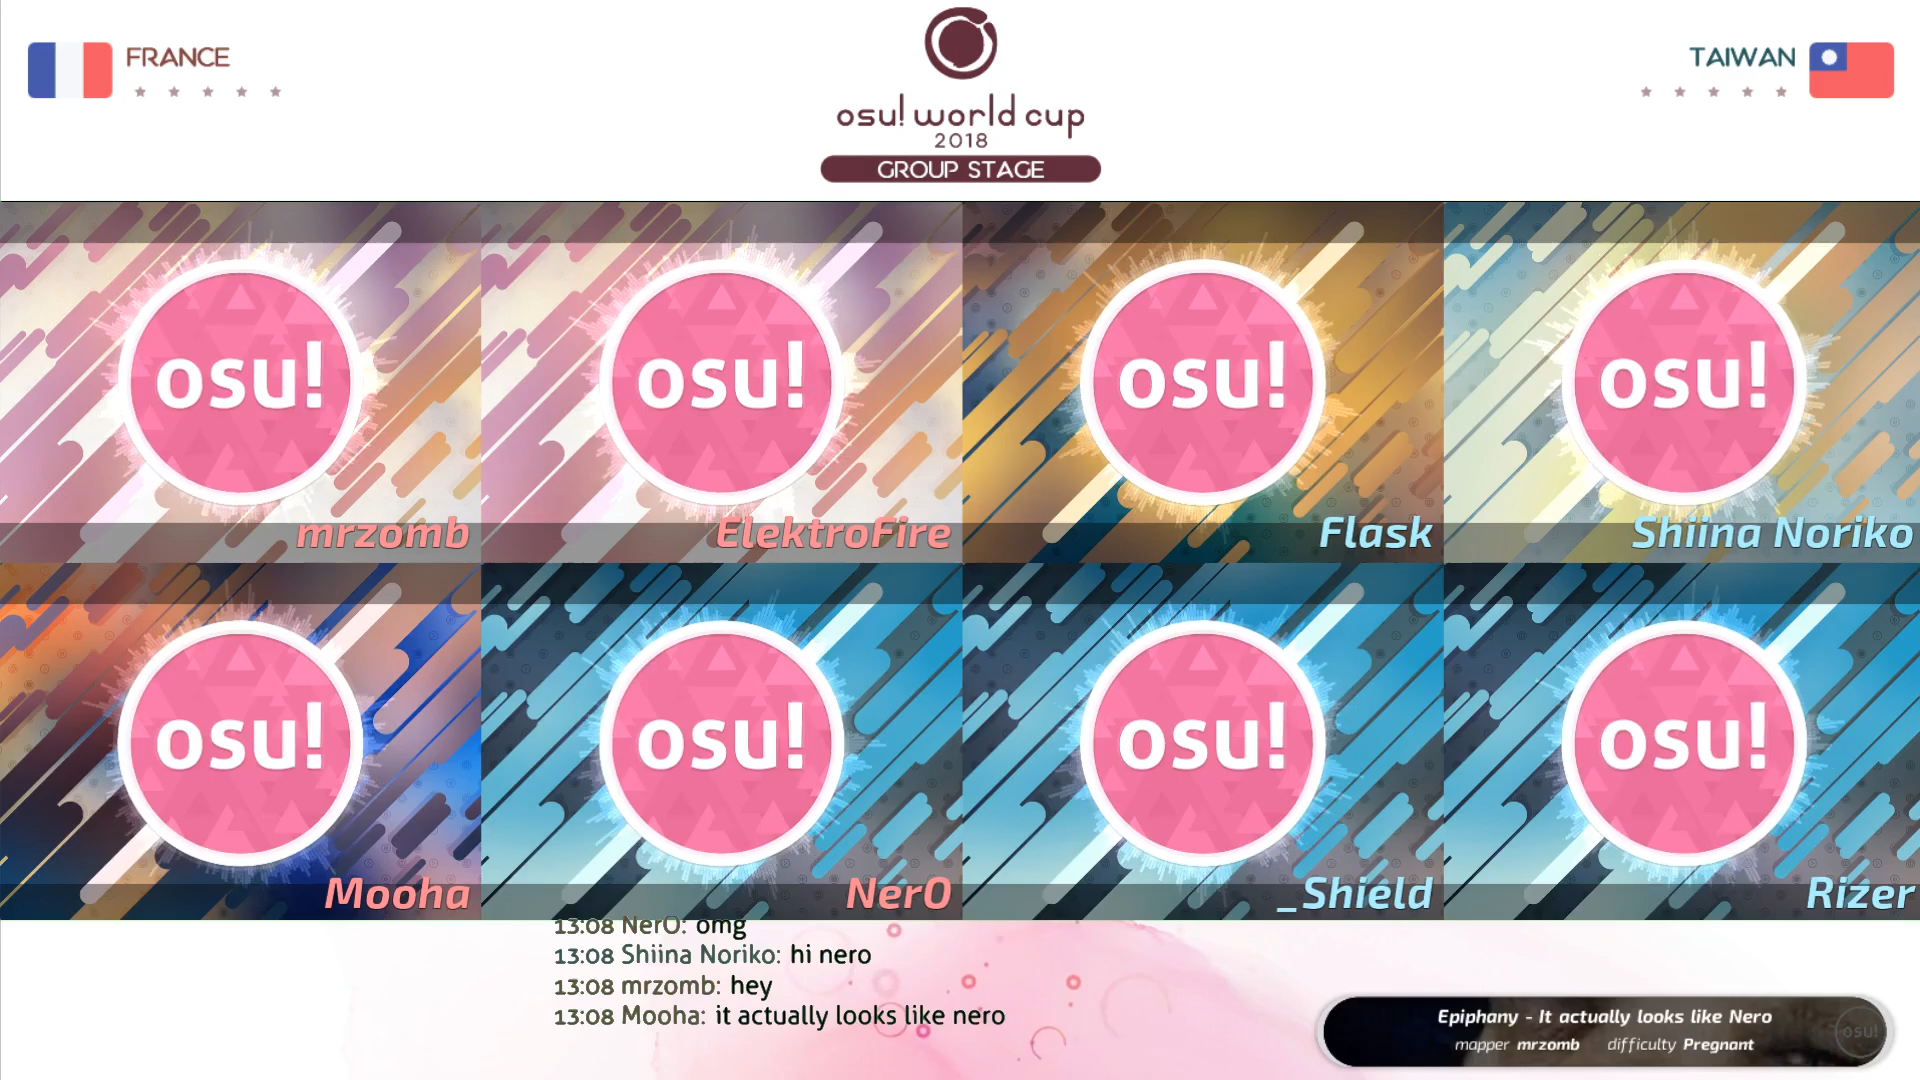 FRANCE
TAIWAN
osu! world cup
2018
GROUP STAGE
osu!
osu!
osu!
osu!
mrzomb
ElektroFire
Flask
Shiina Noriko
osu!
osu!
osu!
osu!
Mooha
NerO
_Shield
Rizer
13:08 NerO: omg
13:08 Shiina Noriko: hi nero
13:08 mrzomb: hey
13:08 Mooha: it actually looks like nero
Epiphany - It actually looks like Nero
mapper mrzomb difficulty Pregnant
osu!